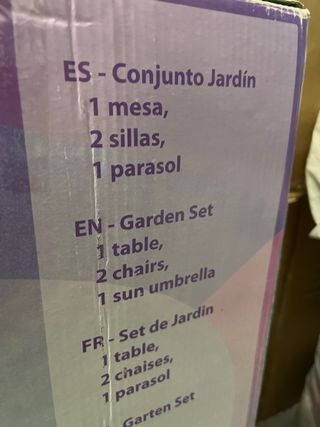 ES - Conjunto Jardín
1 mesa,
2 sillas,
1 parasol
EN - Garden Set
1 table,
2 chairs,
1 sun umbrella
FR - Set de Jardin
1 table,
2 chaises,
1 parasol
Garten Set